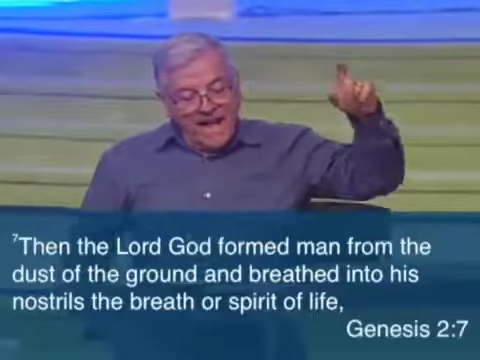 ⁷Then the Lord God formed man from the
dust of the ground and breathed into his
nostrils the breath or spirit of life,
Genesis 2:7